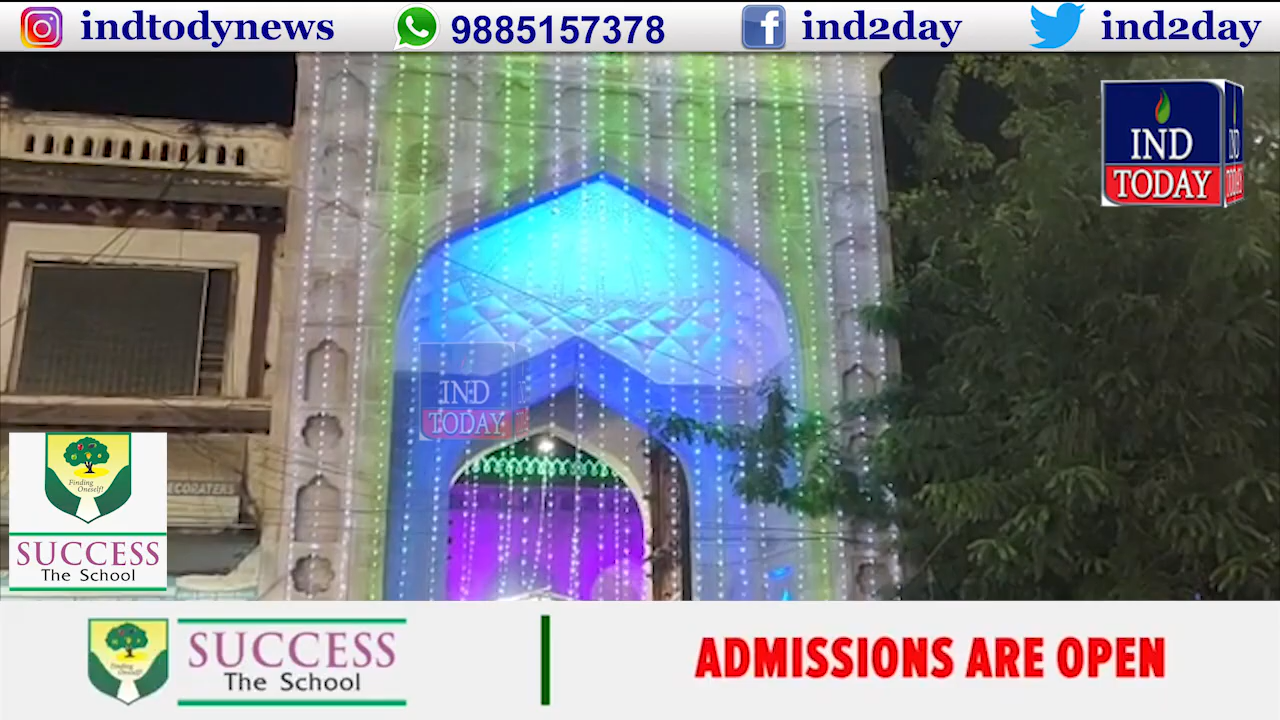 indtodynews 9885157378 ind2day ind2day
IND
TODAY
IND
TODAY
IND
TODAY
Finding
Oneself!
DECORATERS
SUCCESS
The School
Finding
Oneself!
SUCCESS
The School
ADMISSIONS ARE OPEN